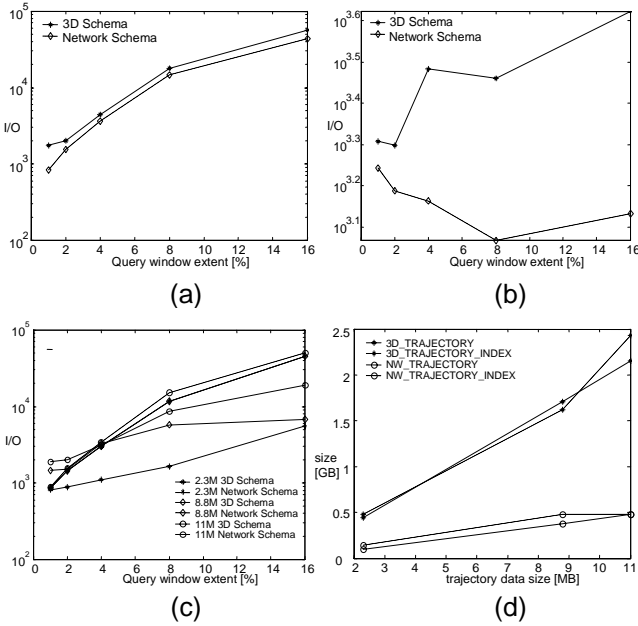 10^5
3D Schema
Network Schema
10^4
I/O
10^3
10^2
0 2 4 6 8 10 12 14 16
Query window extent [%]
(a)
10^3.6
3D Schema
Network Schema
10^3.5
10^3.4
I/O
10^3.3
10^3.2
10^3.1
0 2 4 6 8 10 12 14 16
Query window extent [%]
(b)
10^5
10^4
I/O
10^3
10^2
2.3M 3D Schema
2.3M Network Schema
8.8M 3D Schema
8.8M Network Schema
11M 3D Schema
11M Network Schema
0 2 4 6 8 10 12 14 16
Query window extent [%]
(c)
2.5
3D_TRAJECTORY
3D_TRAJECTORY_INDEX
NW_TRAJECTORY
NW_TRAJECTORY_INDEX
2
1.5
size
[GB]
1
0.5
0
2 3 4 5 6 7 8 9 10 11
trajectory data size [MB]
(d)